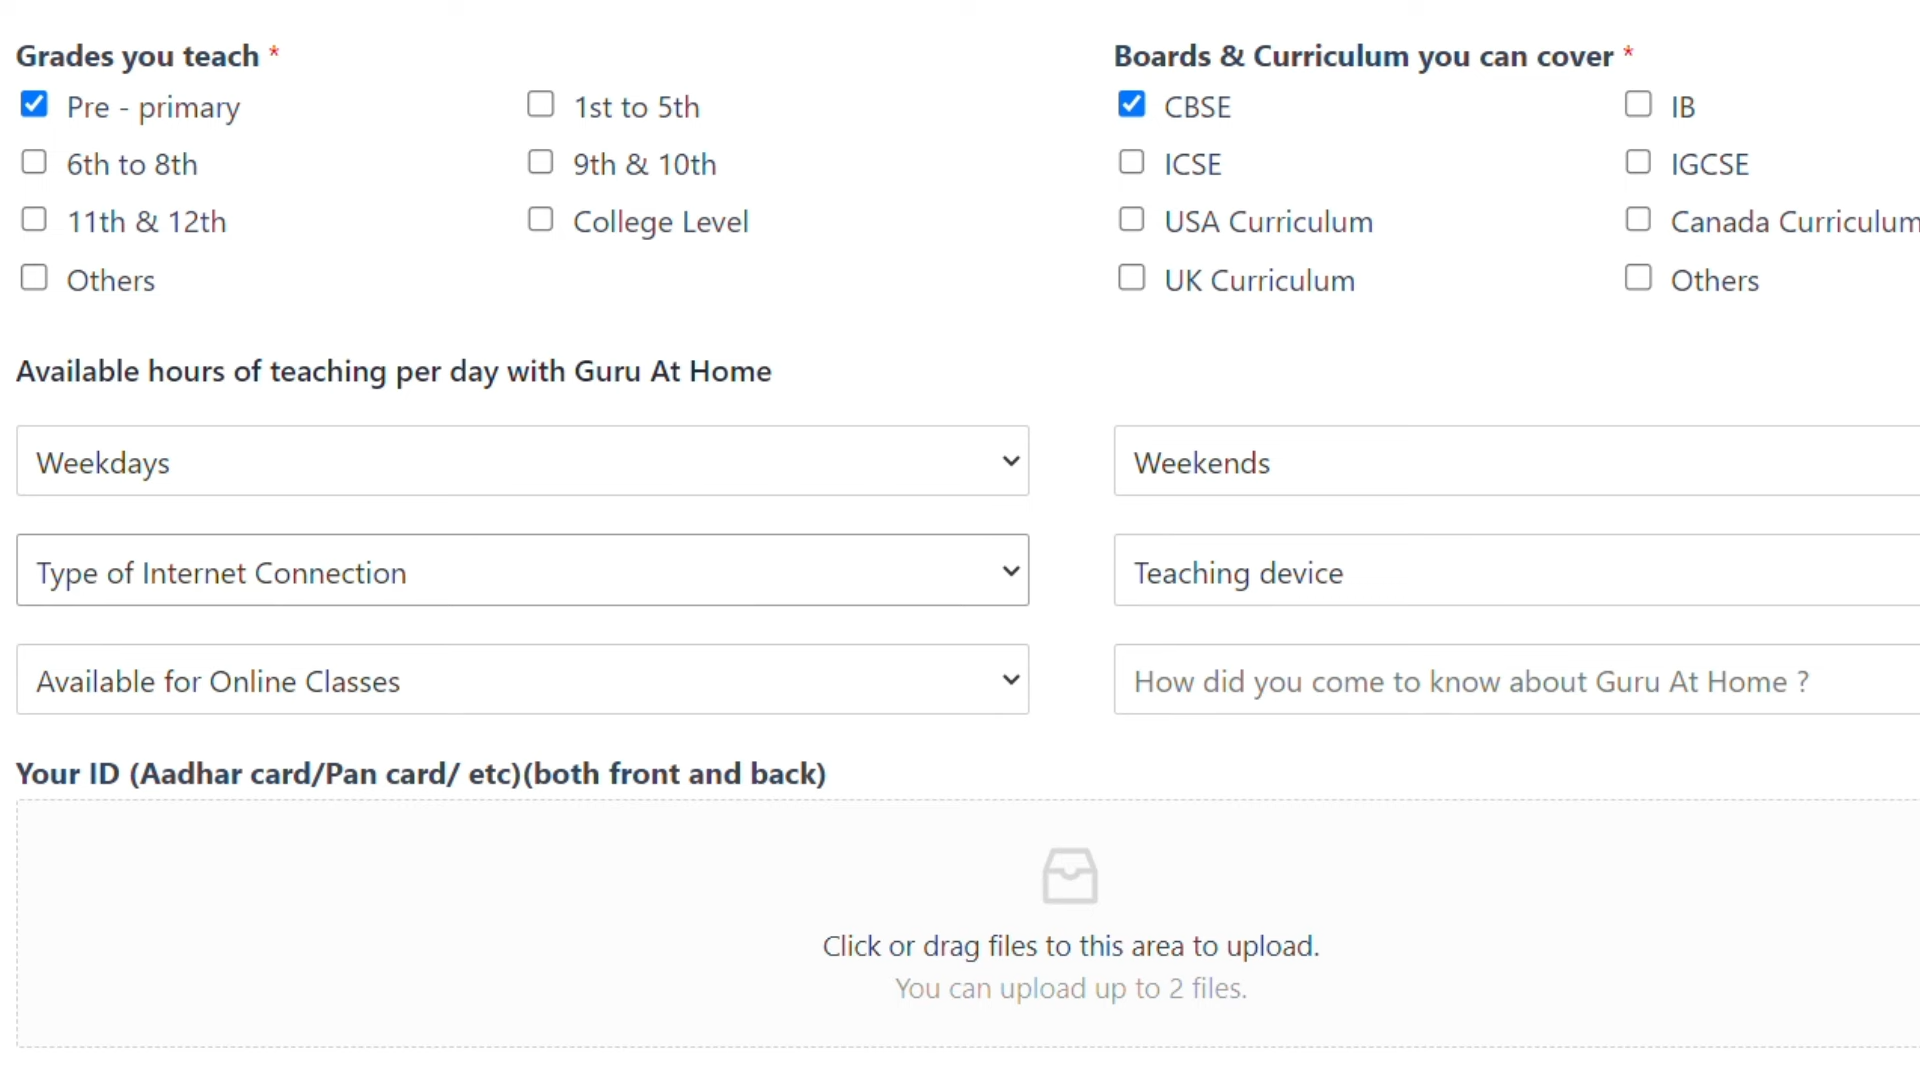 Grades you teach *
Boards & Curriculum you can cover *
Pre - primary
1st to 5th
CBSE
IB
6th to 8th
9th & 10th
ICSE
IGCSE
11th & 12th
College Level
USA Curriculum
Canada Curriculum
Others
UK Curriculum
Others
Available hours of teaching per day with Guru At Home
Weekdays
Weekends
Type of Internet Connection
Teaching device
Available for Online Classes
How did you come to know about Guru At Home ?
Your ID (Aadhar card/Pan card/ etc)(both front and back)
Click or drag files to this area to upload.
You can upload up to 2 files.